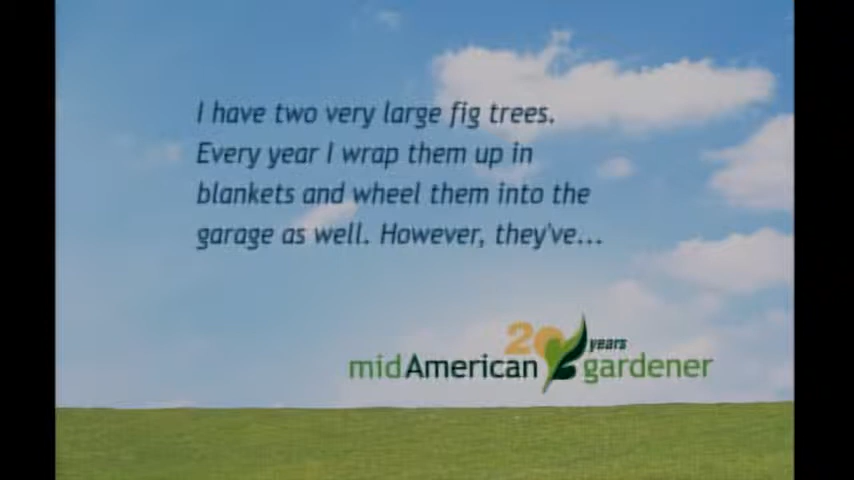 I have two very large fig trees.
Every year I wrap them up in
blankets and wheel them into the
garage as well. However, they've...
20 years
midAmerican gardener